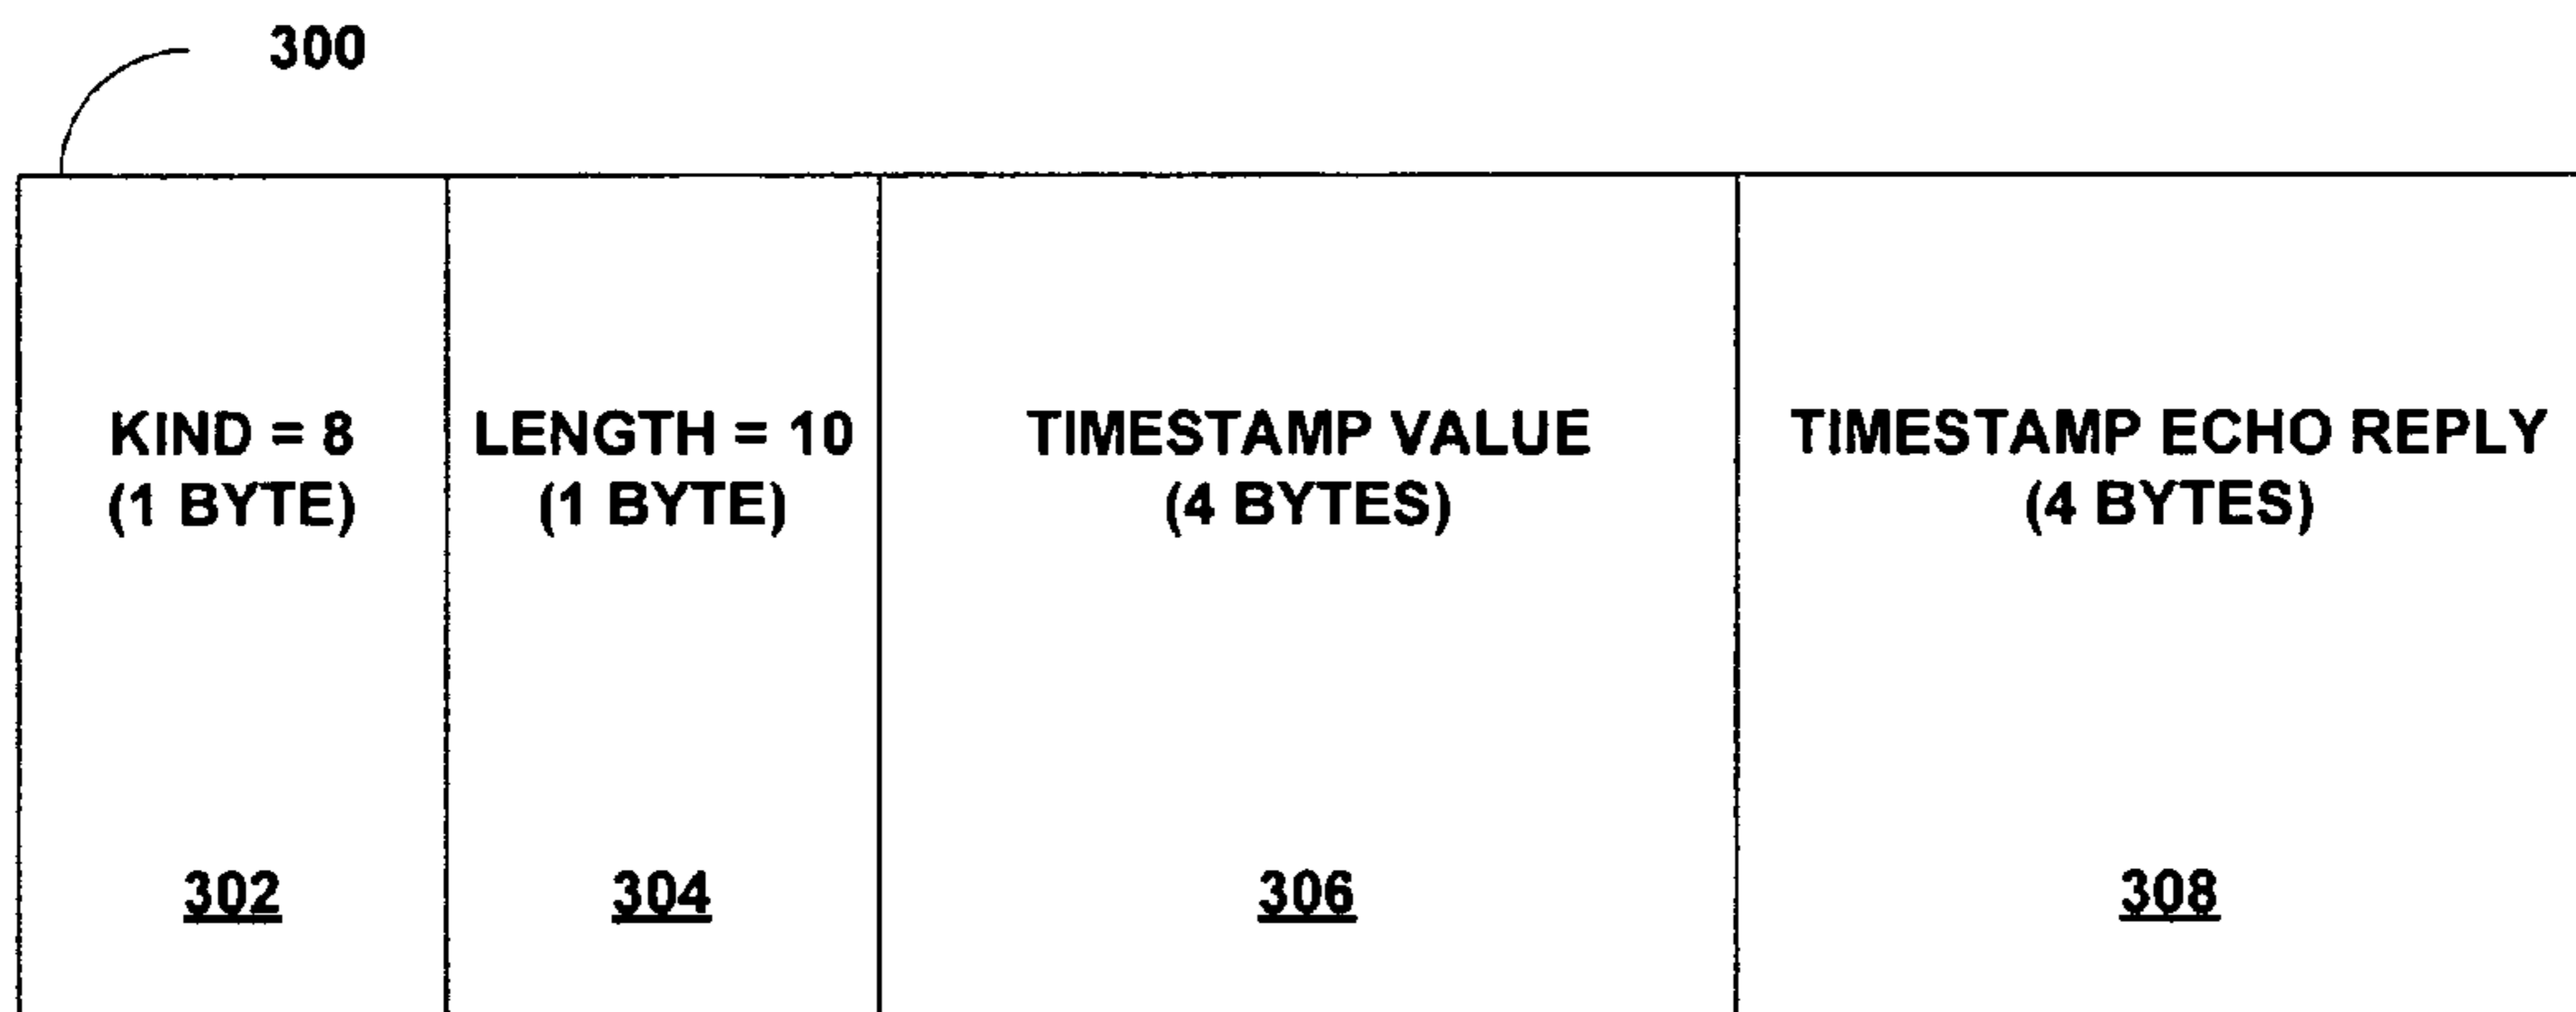 300
KIND = 8
(1 BYTE)
LENGTH = 10
(1 BYTE)
TIMESTAMP VALUE
(4 BYTES)
TIMESTAMP ECHO REPLY
(4 BYTES)
302
304
306
308